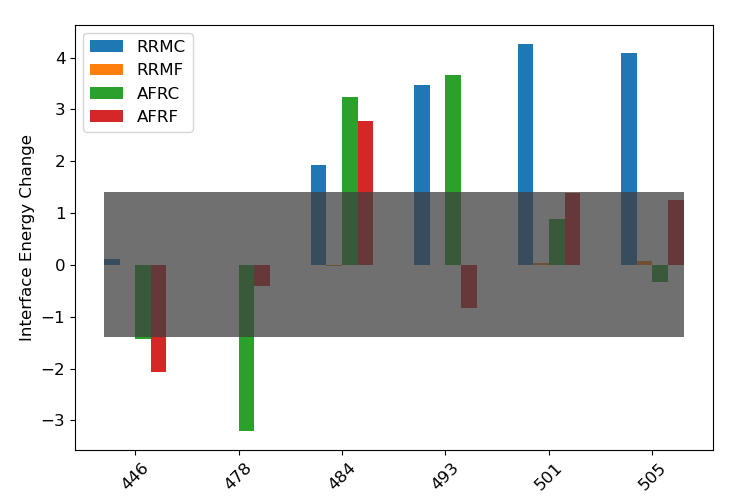 RRMC
RRMF
AFRC
AFRF
Interface Energy Change
4
3
2
1
0
−1
−2
−3
446
478
484
493
501
505